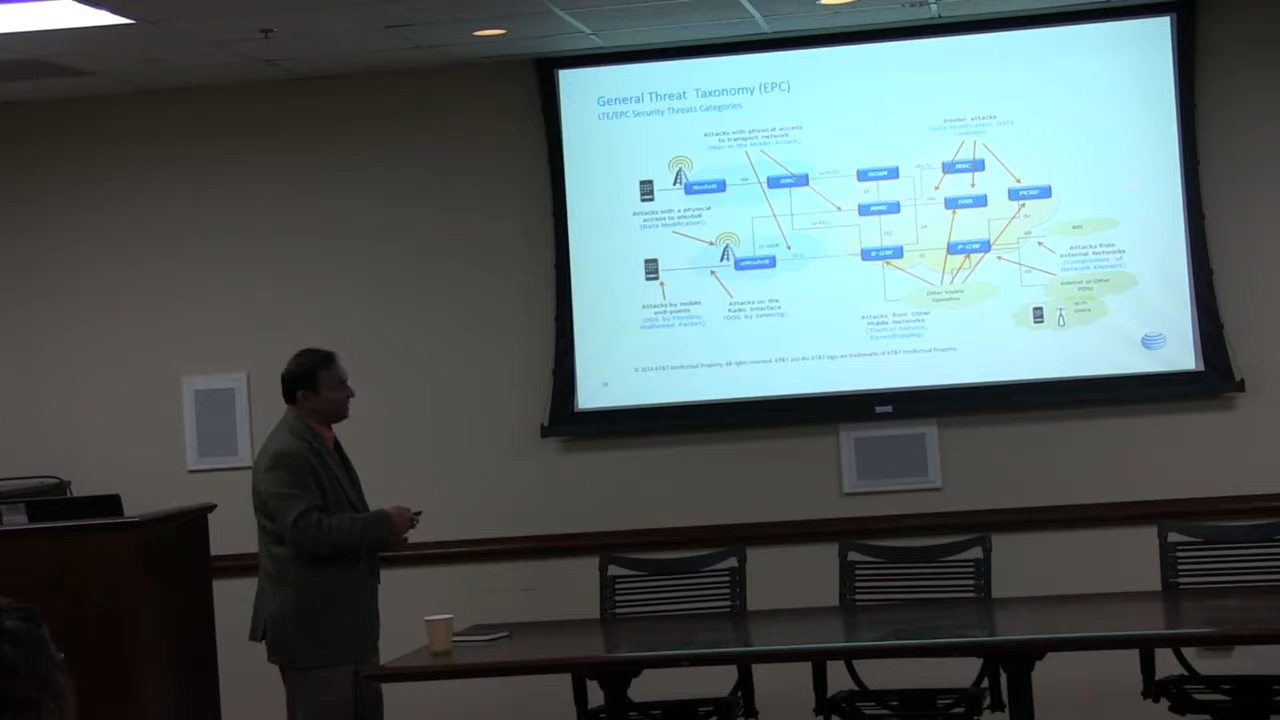 General Threat Taxonomy (EPC)
LTE/EPC Security Threats Categories
Attacks with physical access
to transport network
(Man-in the Middle Attack)
Insider attacks
(Data Modification, Data
Leakage)
NodeB
RNC
SGSN
MSC
MME
HSS
PCRF
Attacks with a physical
access to eNodeB
(Data Modification)
eNodeB
S-GW
P-GW
Attacks from
external Networks
(Compromise of
Network Element)
Internet or Other
PDNs
Other Mobile
Operators
Attacks by mobile
end-points
(DOS by Flooding,
Malformed Packet)
Attacks on the
Radio Interface
(DOS by Jamming)
Attacks from Other
Mobile Networks
(Theft of Service,
Eavesdropping)
Wi-Fi
Users
© 2014 AT&T Intellectual Property. All rights reserved. AT&T and the AT&T logo are trademarks of AT&T Intellectual Property.